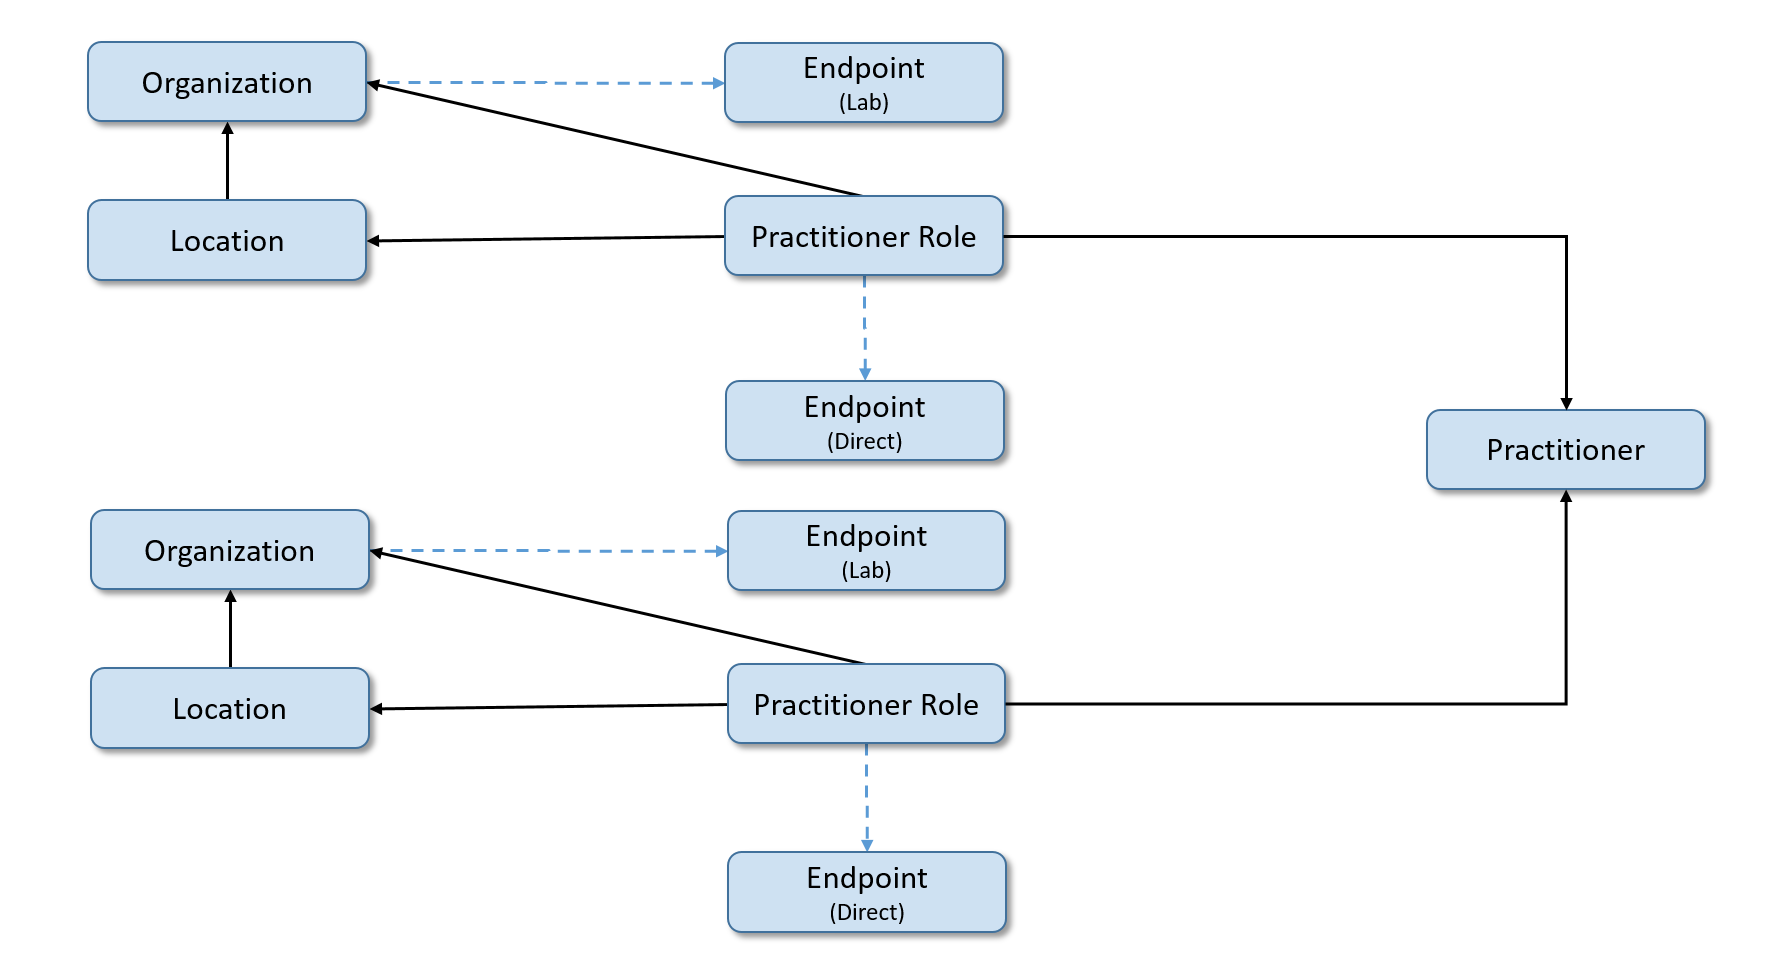 Organization
Endpoint
(Lab)
Location
Practitioner Role
Endpoint
(Direct)
Practitioner
Organization
Endpoint
(Lab)
Location
Practitioner Role
Endpoint
(Direct)